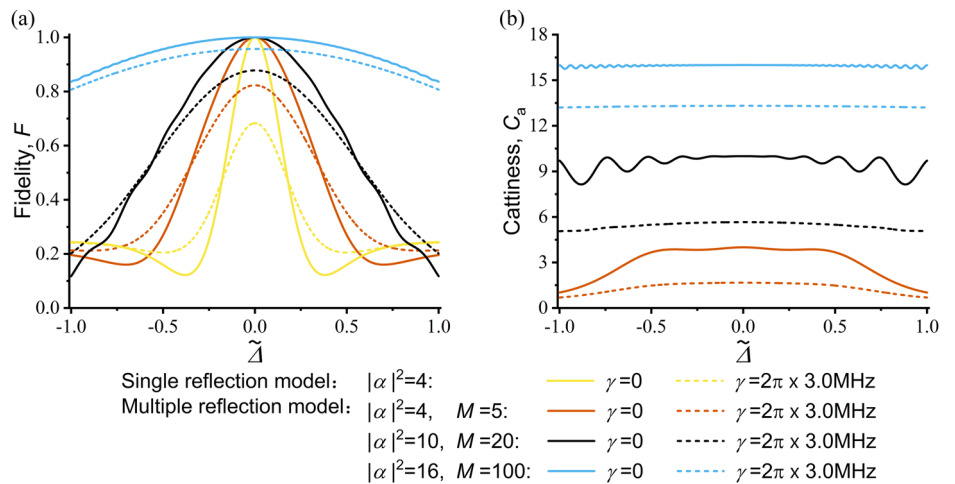 (a)
(b)
Fidelity, F
1.0
0.8
0.6
0.4
0.2
0.0
-1.0 -0.5 0.0 0.5 1.0
Δ̃
Cattiness, Cₐ
18
15
12
9
6
3
0
-1.0 -0.5 0.0 0.5 1.0
Δ̃
Single reflection model: |α|²=4: γ=0 γ=2π x 3.0MHz
Multiple reflection model:
|α|²=4, M=5: γ=0 γ=2π x 3.0MHz
|α|²=10, M=20: γ=0 γ=2π x 3.0MHz
|α|²=16, M=100: γ=0 γ=2π x 3.0MHz